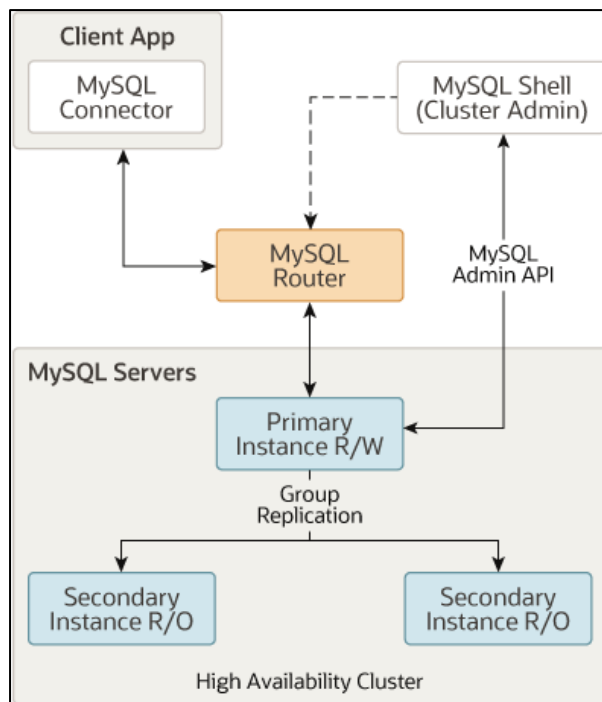 Client App
MySQL
Connector
MySQL Shell
(Cluster Admin)
MySQL
Router
MySQL
Admin API
MySQL Servers
Primary
Instance R/W
Group
Replication
Secondary
Instance R/O
Secondary
Instance R/O
High Availability Cluster